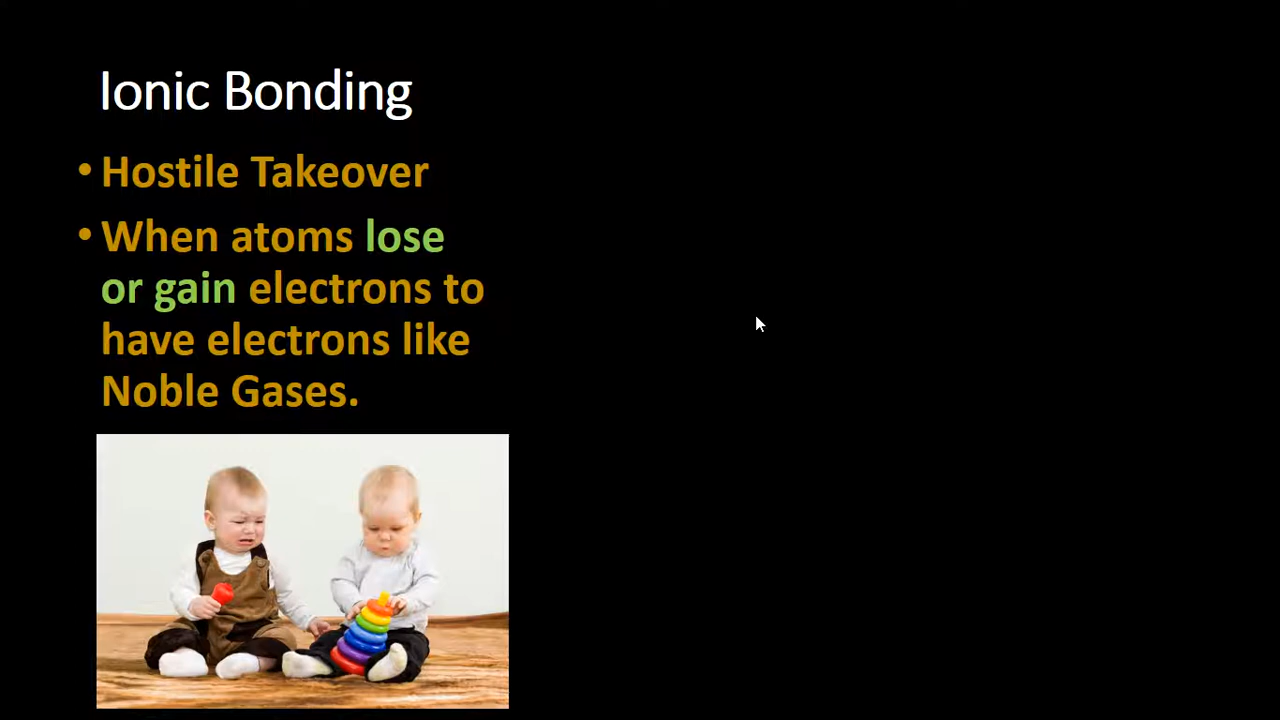 Ionic Bonding
• Hostile Takeover
• When atoms lose
or gain electrons to
have electrons like
Noble Gases.